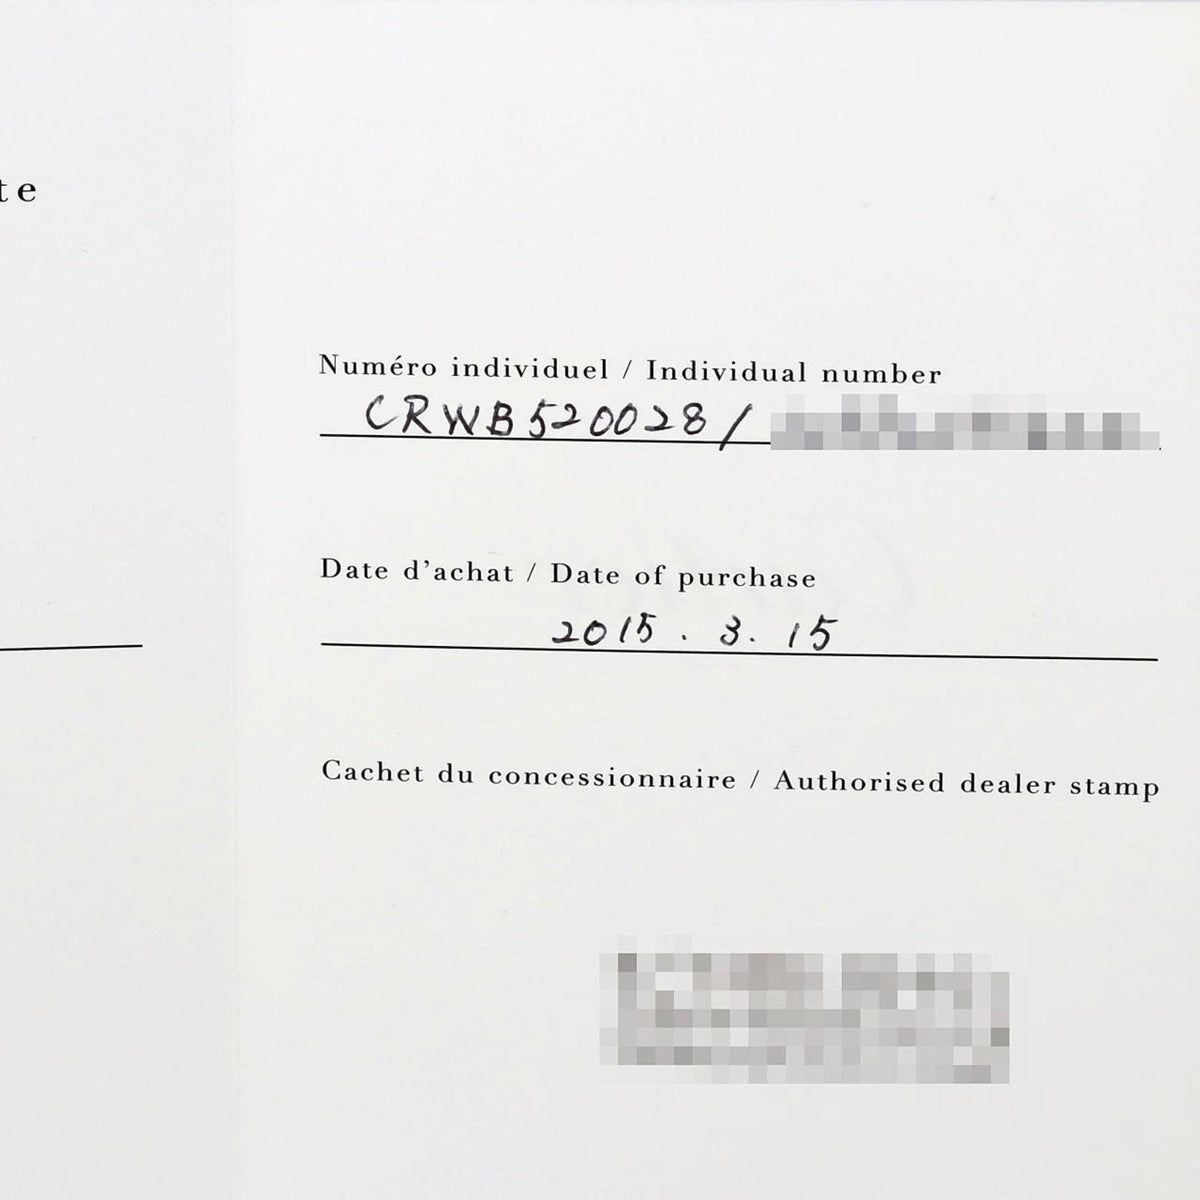 te
Numéro individuel / Individual number
CRWB520028/
Date d'achat / Date of purchase
2015.3.15
Cachet du concessionnaire / Authorised dealer stamp